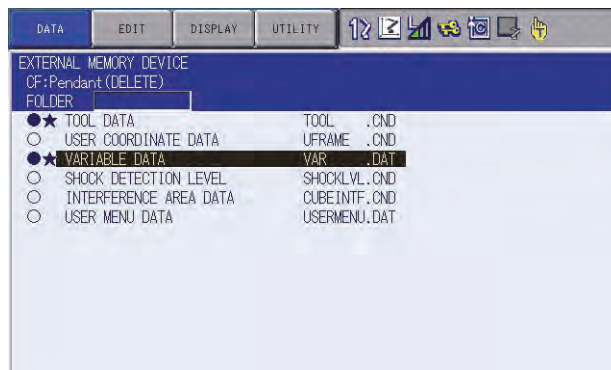 DATA EDIT DISPLAY UTILITY
EXTERNAL MEMORY DEVICE
CF:Pendant(DELETE)
FOLDER
●★ TOOL DATA TOOL .CND
○ USER COORDINATE DATA UFRAME .CND
●★ VARIABLE DATA VAR .DAT
○ SHOCK DETECTION LEVEL SHOCKLVL.CND
○ INTERFERENCE AREA DATA CUBEINTF.CND
○ USER MENU DATA USERMENU.DAT